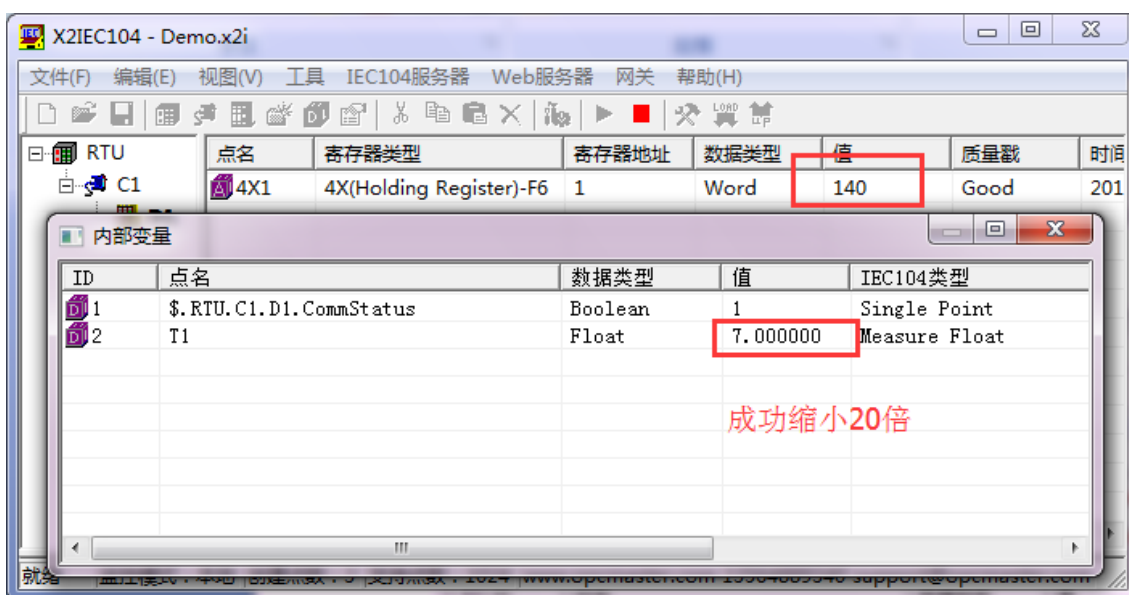 X2IEC104 - Demo.x2i
文件(F) 编辑(E) 视图(V) 工具 IEC104服务器 Web服务器 网关 帮助(H)
RTU
点名 寄存器类型 寄存器地址 数据类型 值 质量戳 时间
C1
4X1 4X(Holding Register)-F6 1 Word 140 Good 201
内部变量
ID 点名 数据类型 值 IEC104类型
1 $.RTU.C1.D1.CommStatus Boolean 1 Single Point
2 T1 Float 7.000000 Measure Float
成功缩小20倍
就绪